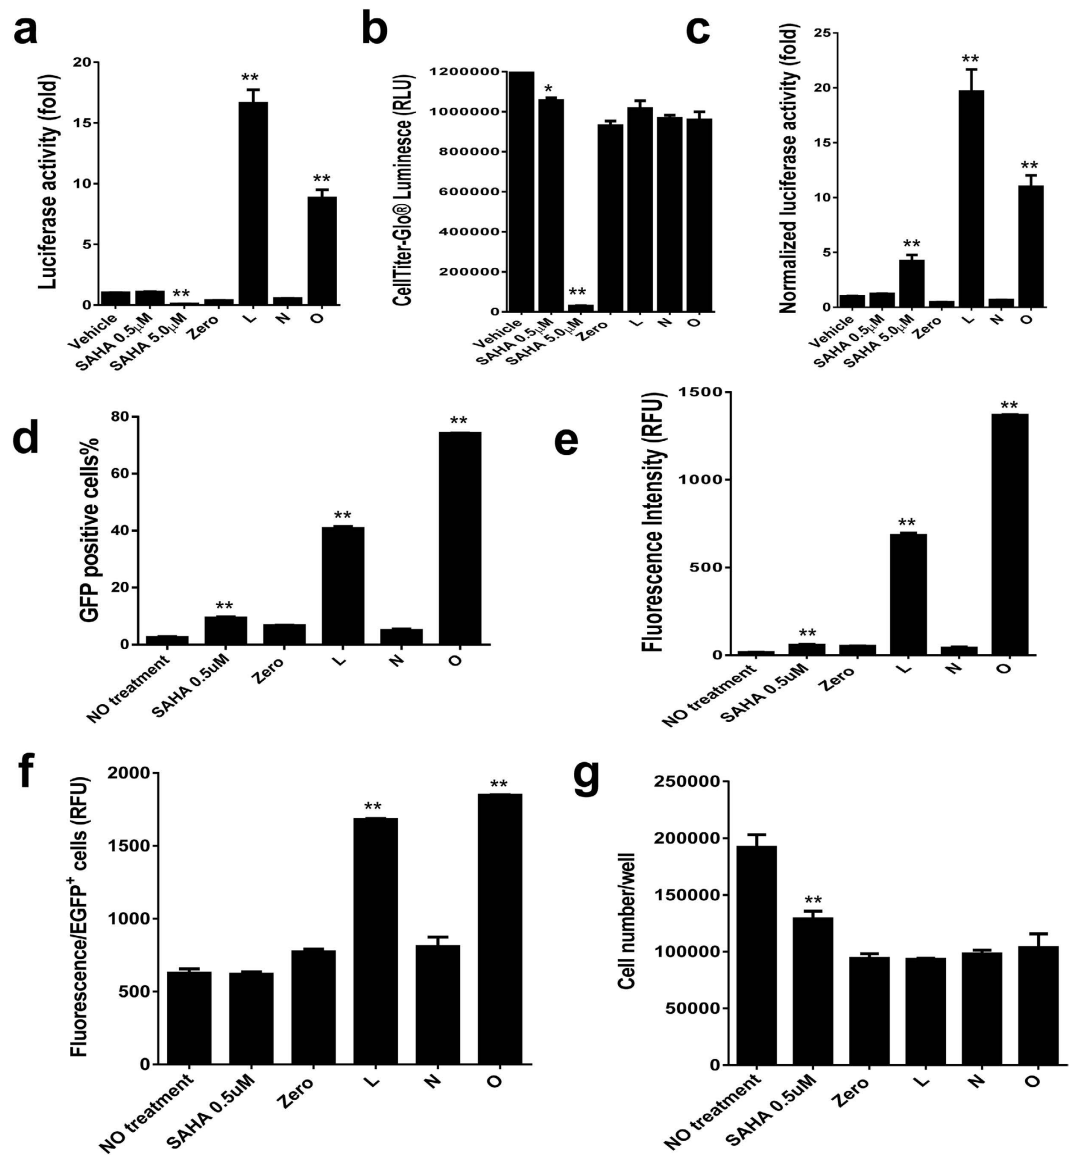 a
Luciferase activity (fold)
20
15
10
5
0
**
**
**
Vehicle
SAHA 0.5μM
SAHA 5.0μM
Zero
L
N
O
b
CellTiter-Glo® Luminesce (RLU)
1200000
1000000
800000
600000
400000
200000
0
*
**
Vehicle
SAHA 0.5μM
SAHA 5.0μM
Zero
L
N
O
c
Normalized luciferase activity (fold)
25
20
15
10
5
0
**
**
**
Vehicle
SAHA 0.5μM
SAHA 5.0μM
Zero
L
N
O
d
GFP positive cells%
80
60
40
20
0
**
**
**
NO treatment
SAHA 0.5uM
Zero
L
N
O
e
Fluorescence Intensity (RFU)
1500
1000
500
0
**
**
**
NO treatment
SAHA 0.5uM
Zero
L
N
O
f
Fluorescence/EGFP⁺ cells (RFU)
2000
1500
1000
500
0
**
**
NO treatment
SAHA 0.5uM
Zero
L
N
O
g
Cell number/well
250000
200000
150000
100000
50000
0
**
NO treatment
SAHA 0.5uM
Zero
L
N
O